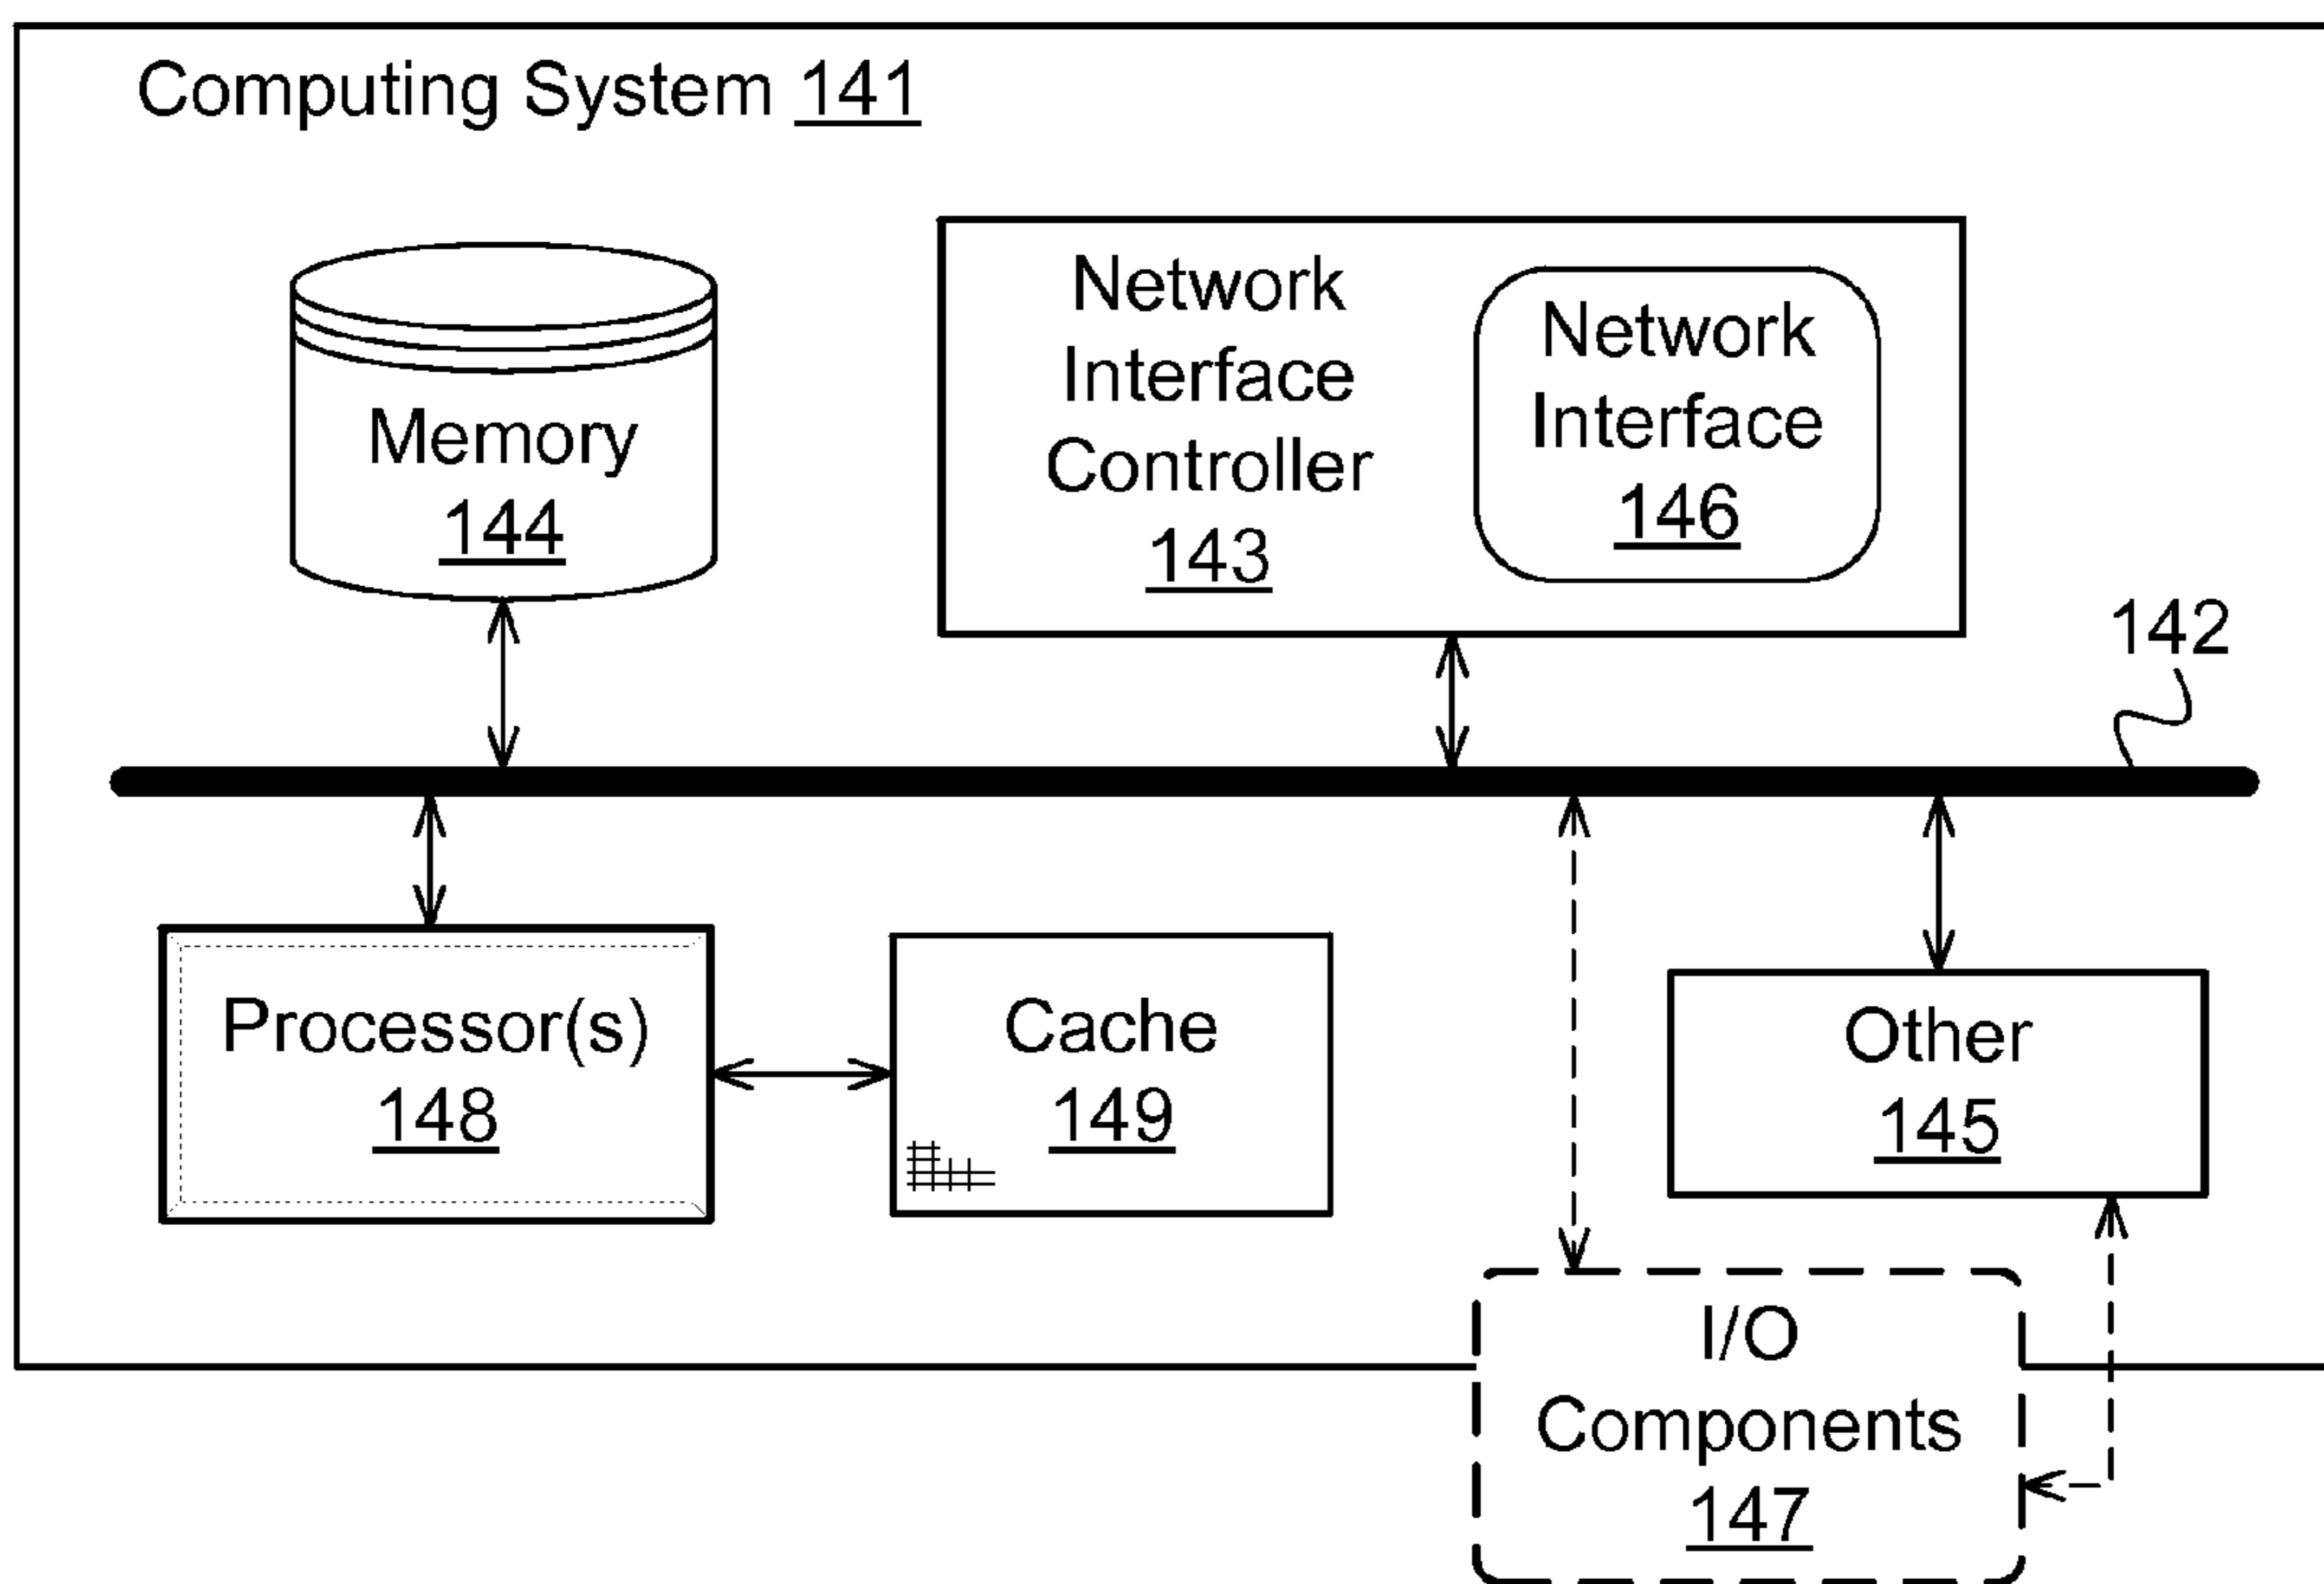 Computing System 141
Memory
144
Network
Interface
Controller
143
Network
Interface
146
142
Processor(s)
148
Cache
149
Other
145
I/O
Components
147